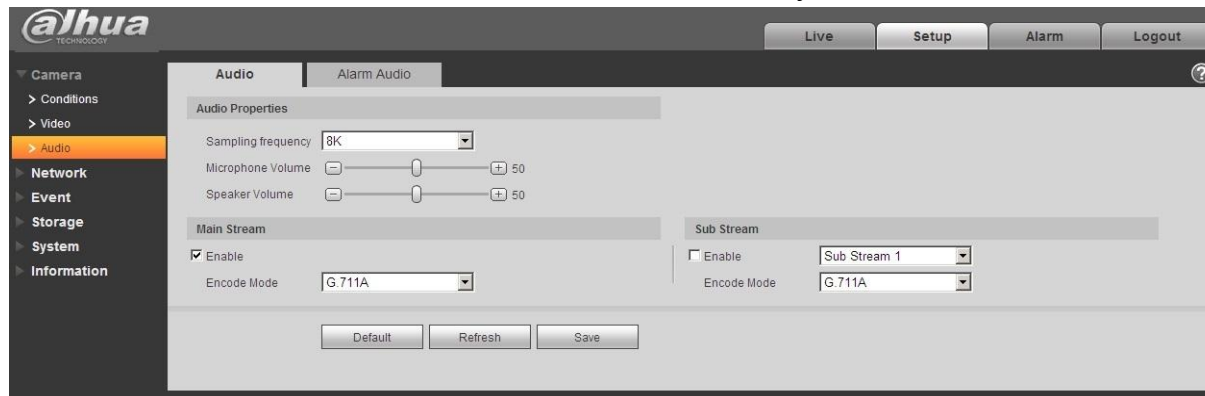 alhua
TECHNOLOGY
Live
Setup
Alarm
Logout
Camera
> Conditions
> Video
> Audio
Network
Event
Storage
System
Information
Audio
Alarm Audio
?
Audio Properties
Sampling frequency 8K
Microphone Volume - + 50
Speaker Volume - + 50
Main Stream
Enable
Encode Mode G.711A
Sub Stream
Enable Sub Stream 1
Encode Mode G.711A
Default
Refresh
Save